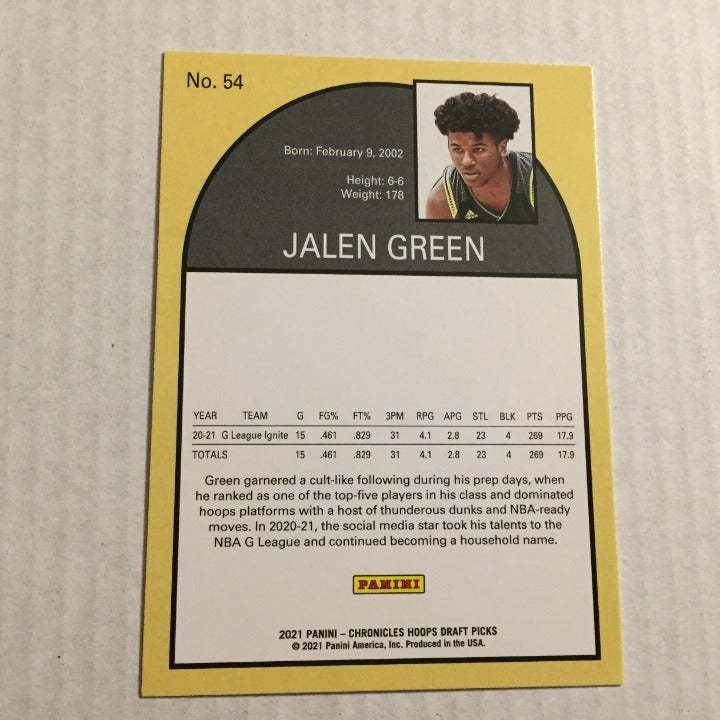 No. 54
Born: February 9, 2002
Height: 6-6
Weight: 178
JALEN GREEN
YEAR TEAM G FG% FT% 3PM RPG APG STL BLK PTS PPG
20-21 G League Ignite 15 .461 .829 31 4.1 2.8 23 4 269 17.9
TOTALS 15 .461 .829 31 4.1 2.8 23 4 269 17.9
Green garnered a cult-like following during his prep days, when
he ranked as one of the top-five players in his class and dominated
hoops platforms with a host of thunderous dunks and NBA-ready
moves. In 2020-21, the social media star took his talents to the
NBA G League and continued becoming a household name.
PANINI
2021 PANINI – CHRONICLES HOOPS DRAFT PICKS
© 2021 Panini America, Inc. Produced in the USA.